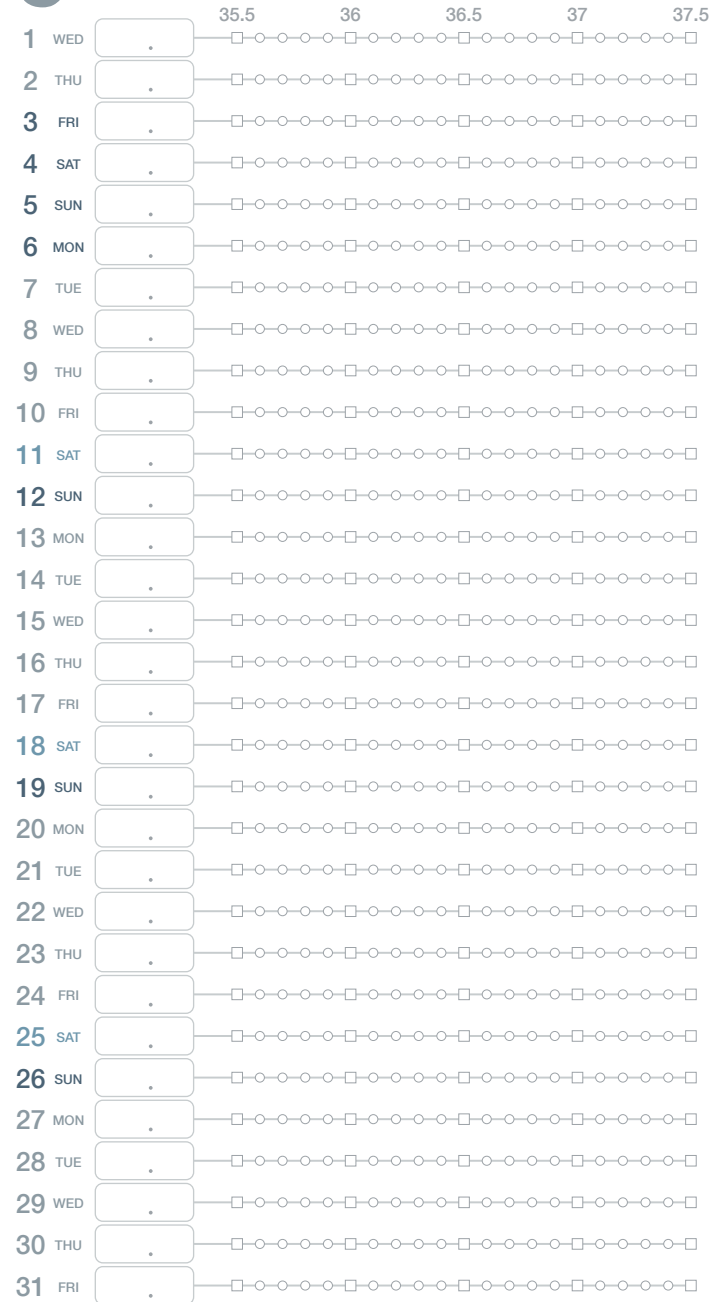 35.5 36 36.5 37 37.5
1 WED .
2 THU .
3 FRI .
4 SAT .
5 SUN .
6 MON .
7 TUE .
8 WED .
9 THU .
10 FRI .
11 SAT .
12 SUN .
13 MON .
14 TUE .
15 WED .
16 THU .
17 FRI .
18 SAT .
19 SUN .
20 MON .
21 TUE .
22 WED .
23 THU .
24 FRI .
25 SAT .
26 SUN .
27 MON .
28 TUE .
29 WED .
30 THU .
31 FRI .